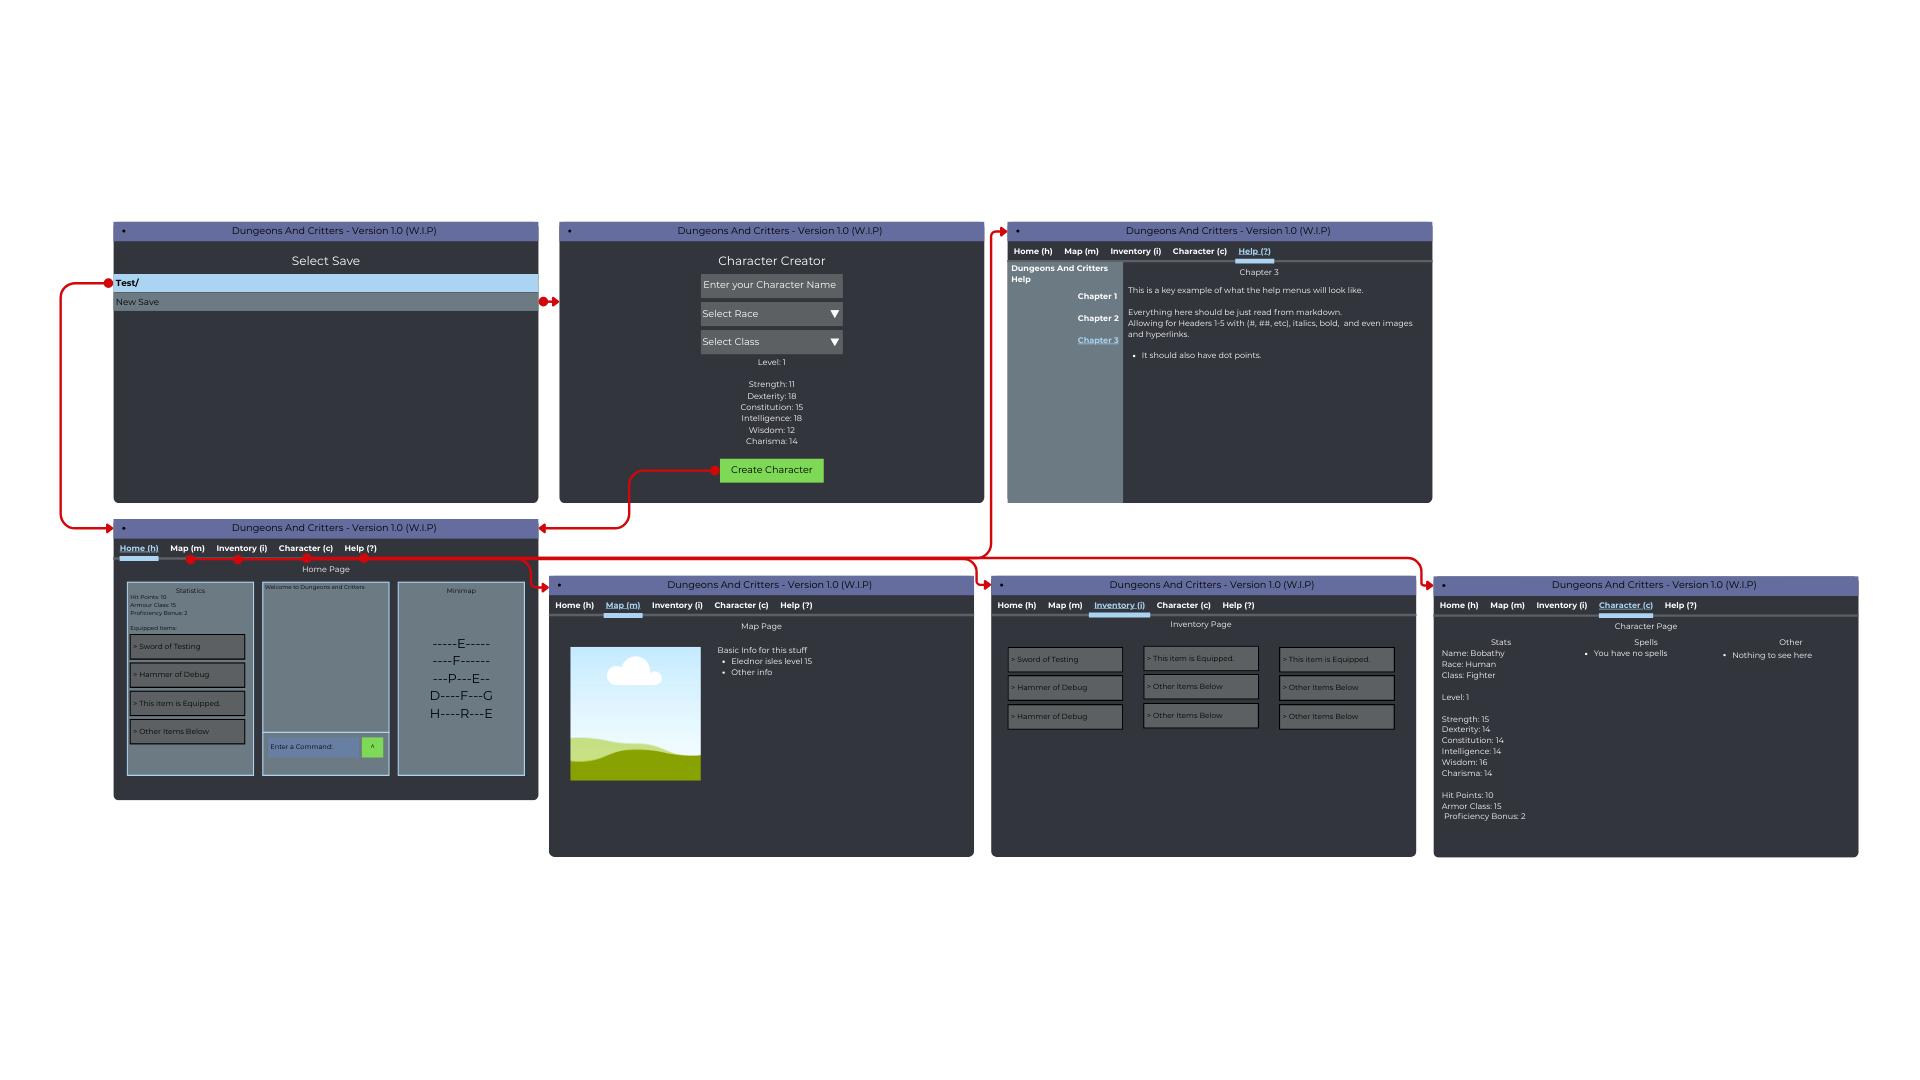 Dungeons And Critters - Version 1.0 (W.I.P)
Select Save
Test/
New Save
Dungeons And Critters - Version 1.0 (W.I.P)
Character Creator
Enter your Character Name
Select Race
Select Class
Level: 1
Strength: 11
Dexterity: 18
Constitution: 15
Intelligence: 18
Wisdom: 12
Charisma: 14
Create Character
Dungeons And Critters - Version 1.0 (W.I.P)
Home (h) Map (m) Inventory (i) Character (c) Help (?)
Dungeons And Critters
Help
Chapter 1
Chapter 2
Chapter 3
Chapter 3
This is a key example of what the help menus will look like.
Everything here should be just read from markdown.
Allowing for Headers 1-5 with (#, ##, etc), italics, bold,  and even images
and hyperlinks.
• It should also have dot points.
Dungeons And Critters - Version 1.0 (W.I.P)
Home (h) Map (m) Inventory (i) Character (c) Help (?)
Home Page
Statistics
Hit Points: 10
Armour Class: 15
Proficiency Bonus: 2
Equipped Items:
> Sword of Testing
> Hammer of Debug
> This item is Equipped.
> Other Items Below
Welcome to Dungeons and Critters
Enter a Command:
^
Minimap
-----E-----
----F------
---P---E--
D----F---G
H----R---E
Dungeons And Critters - Version 1.0 (W.I.P)
Home (h) Map (m) Inventory (i) Character (c) Help (?)
Map Page
Basic Info for this stuff
• Elednor isles level 15
• Other info
Dungeons And Critters - Version 1.0 (W.I.P)
Home (h) Map (m) Inventory (i) Character (c) Help (?)
Inventory Page
> Sword of Testing
> Hammer of Debug
> Hammer of Debug
> This item is Equipped.
> Other Items Below
> Other Items Below
> This item is Equipped.
> Other Items Below
> Other Items Below
Dungeons And Critters - Version 1.0 (W.I.P)
Home (h) Map (m) Inventory (i) Character (c) Help (?)
Character Page
Stats
Name: Bobathy
Race: Human
Class: Fighter
Level: 1
Strength: 15
Dexterity: 14
Constitution: 14
Intelligence: 14
Wisdom: 16
Charisma: 14
Hit Points: 10
Armor Class: 15
Proficiency Bonus: 2
Spells
• You have no spells
Other
• Nothing to see here